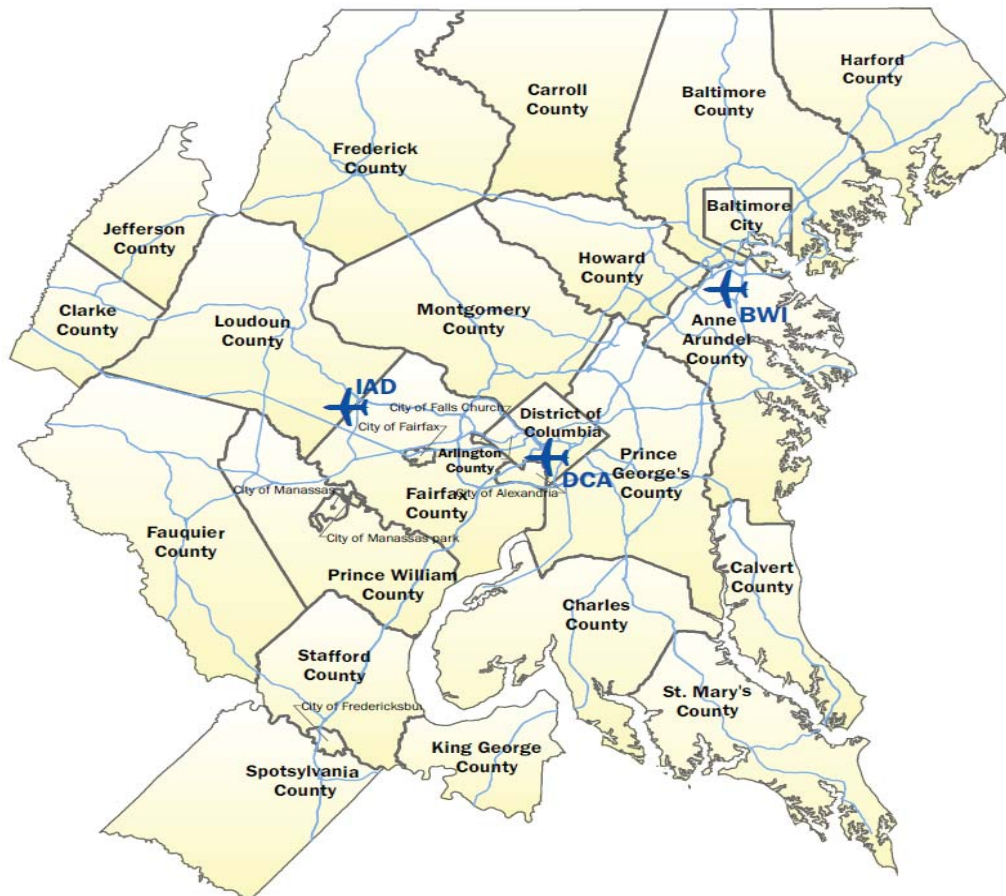 Harford
County
Carroll
County
Baltimore
County
Frederick
County
Baltimore
City
Jefferson
County
Howard
County
Clarke
County
Loudoun
County
Montgomery
County
BWI
Anne
Arundel
County
IAD
City of Falls Church
District of
Columbia
City of Fairfax
Arlington
County
Prince
George's
County
DCA
City of Alexandria
Fairfax
County
City of Manassas
Fauquier
County
City of Manassas park
Prince William
County
Calvert
County
Charles
County
Stafford
County
St. Mary's
County
City of Fredericksbu
King George
County
Spotsylvania
County